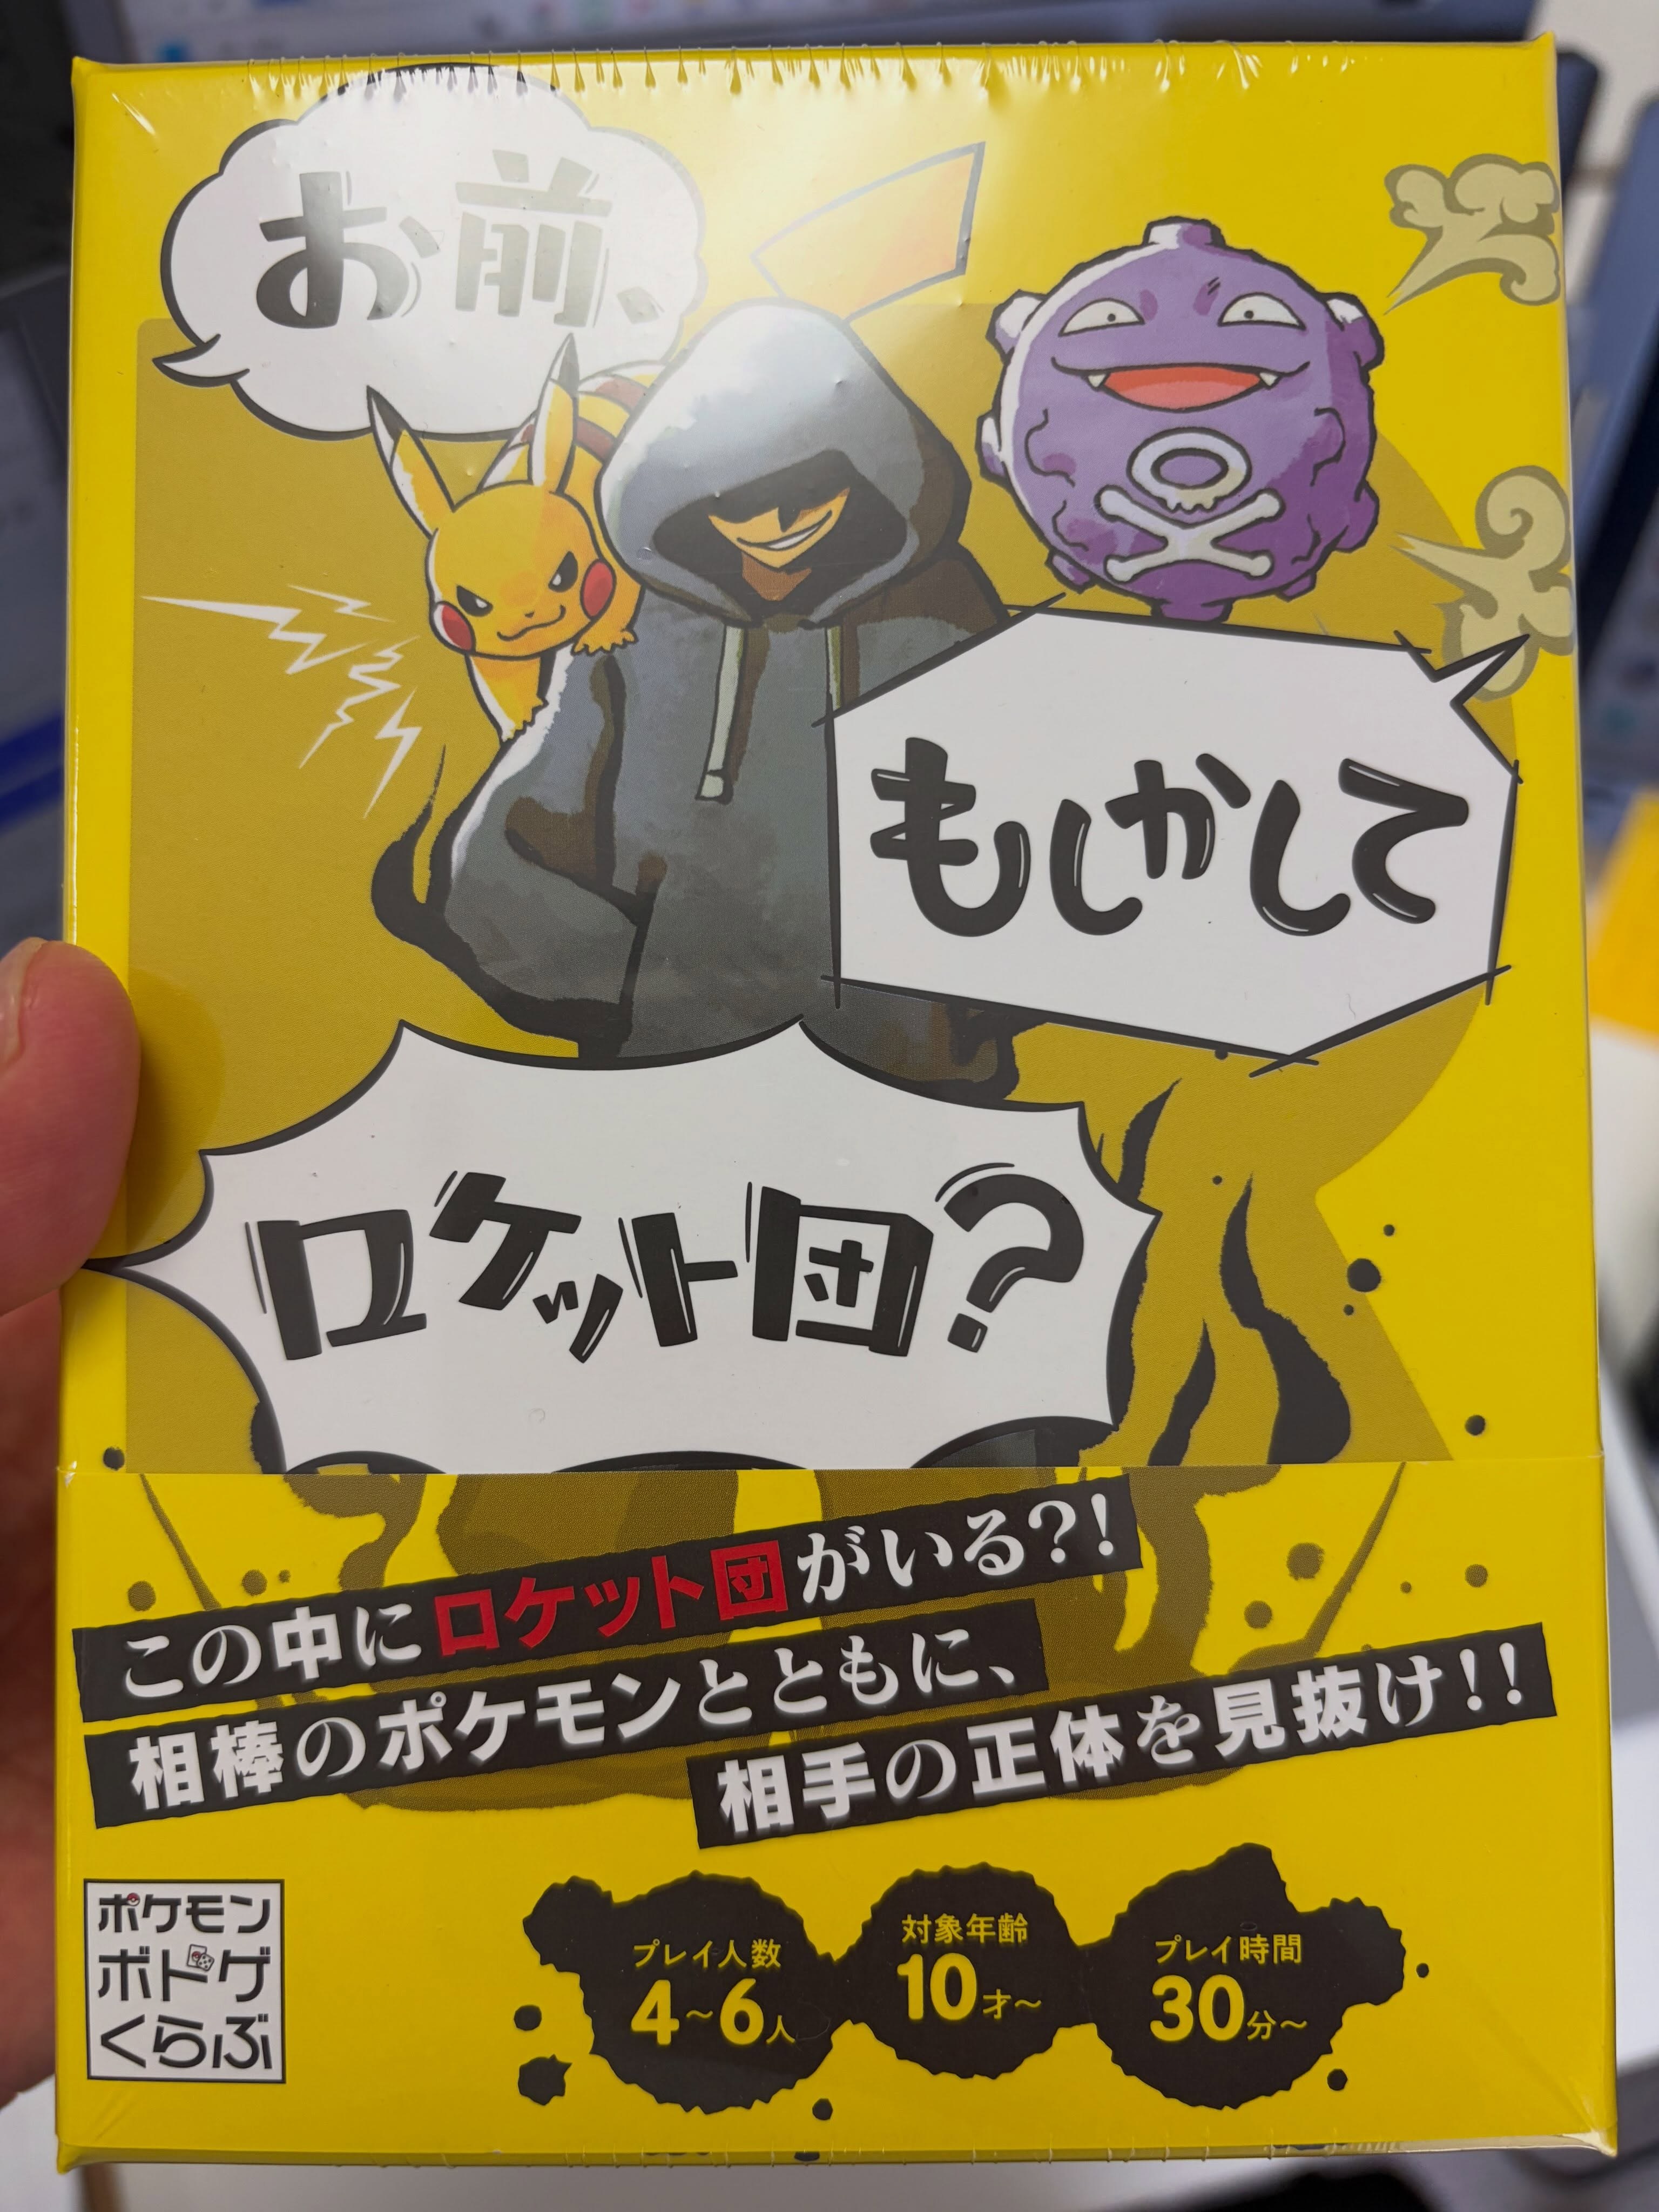 お前、
もしかして
ロケット団?
この中にロケット団がいる?!
相棒のポケモンとともに、
相手の正体を見抜け!!
ポケモン
ボドゲ
くらぶ
プレイ人数
4~6人
対象年齢
10才~
プレイ時間
30分~